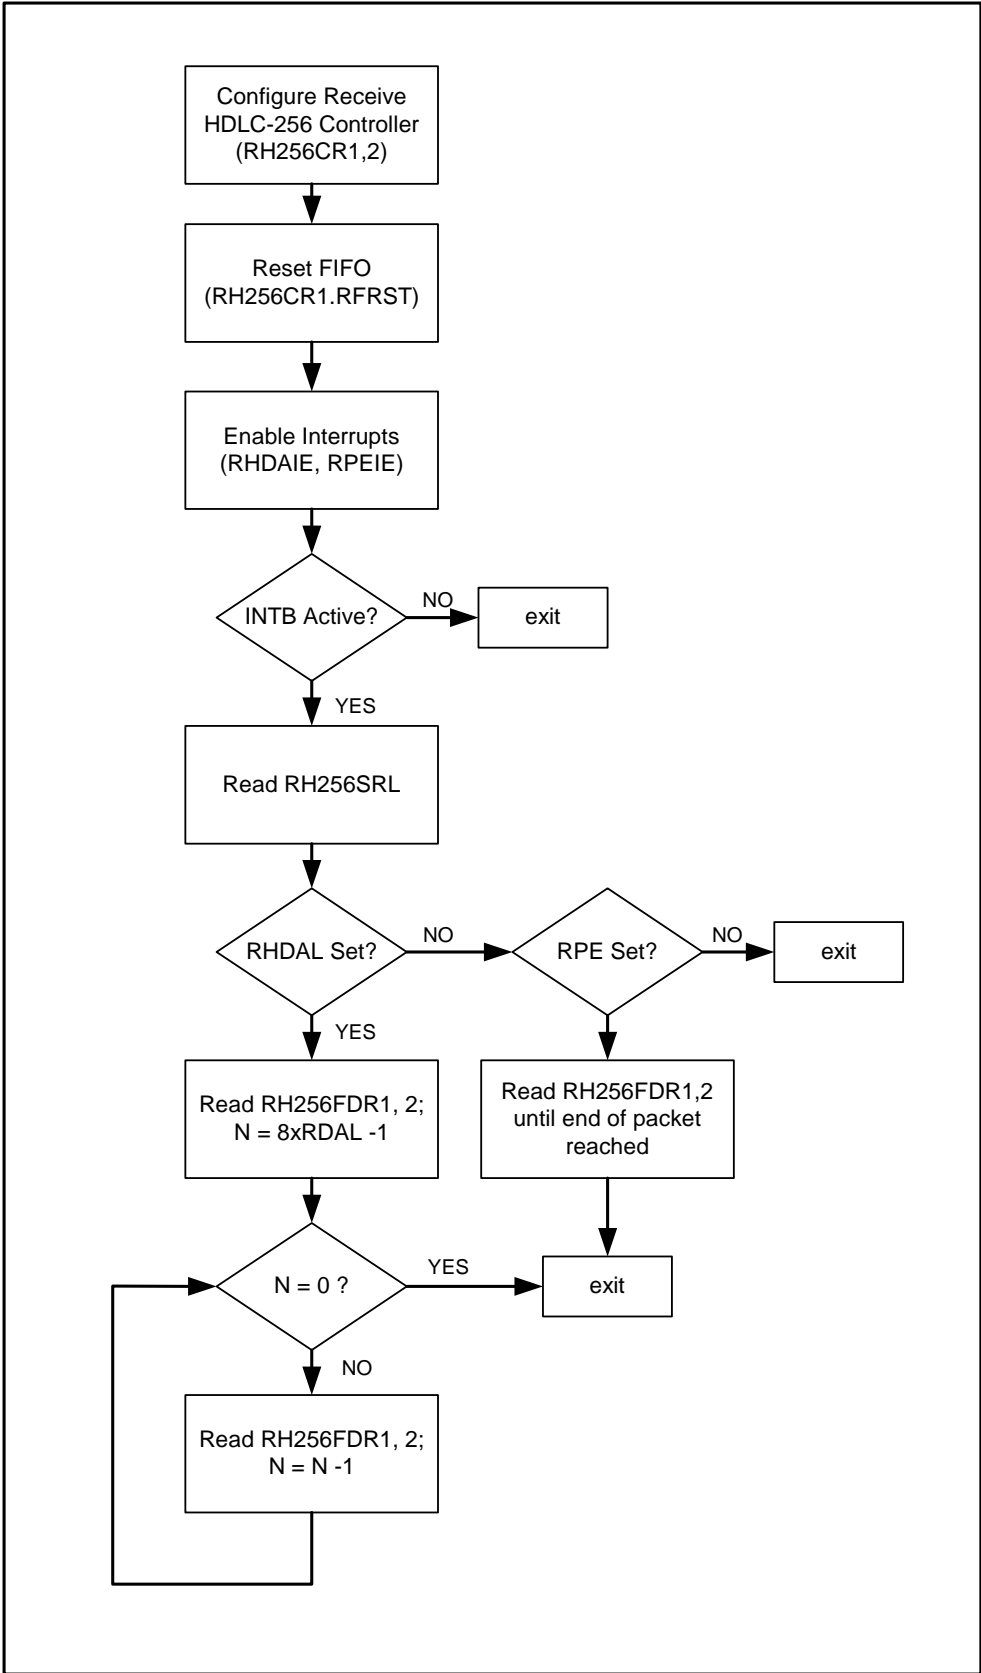 Configure Receive
HDLC-256 Controller
(RH256CR1,2)
Reset FIFO
(RH256CR1.RFRST)
Enable Interrupts
(RHDAIE, RPEIE)
INTB Active?
NO
exit
YES
Read RH256SRL
RHDAL Set?
NO
RPE Set?
NO
exit
YES
Read RH256FDR1, 2;
N = 8xRDAL -1
Read RH256FDR1,2
until end of packet
reached
N = 0 ?
YES
exit
NO
Read RH256FDR1, 2;
N = N -1